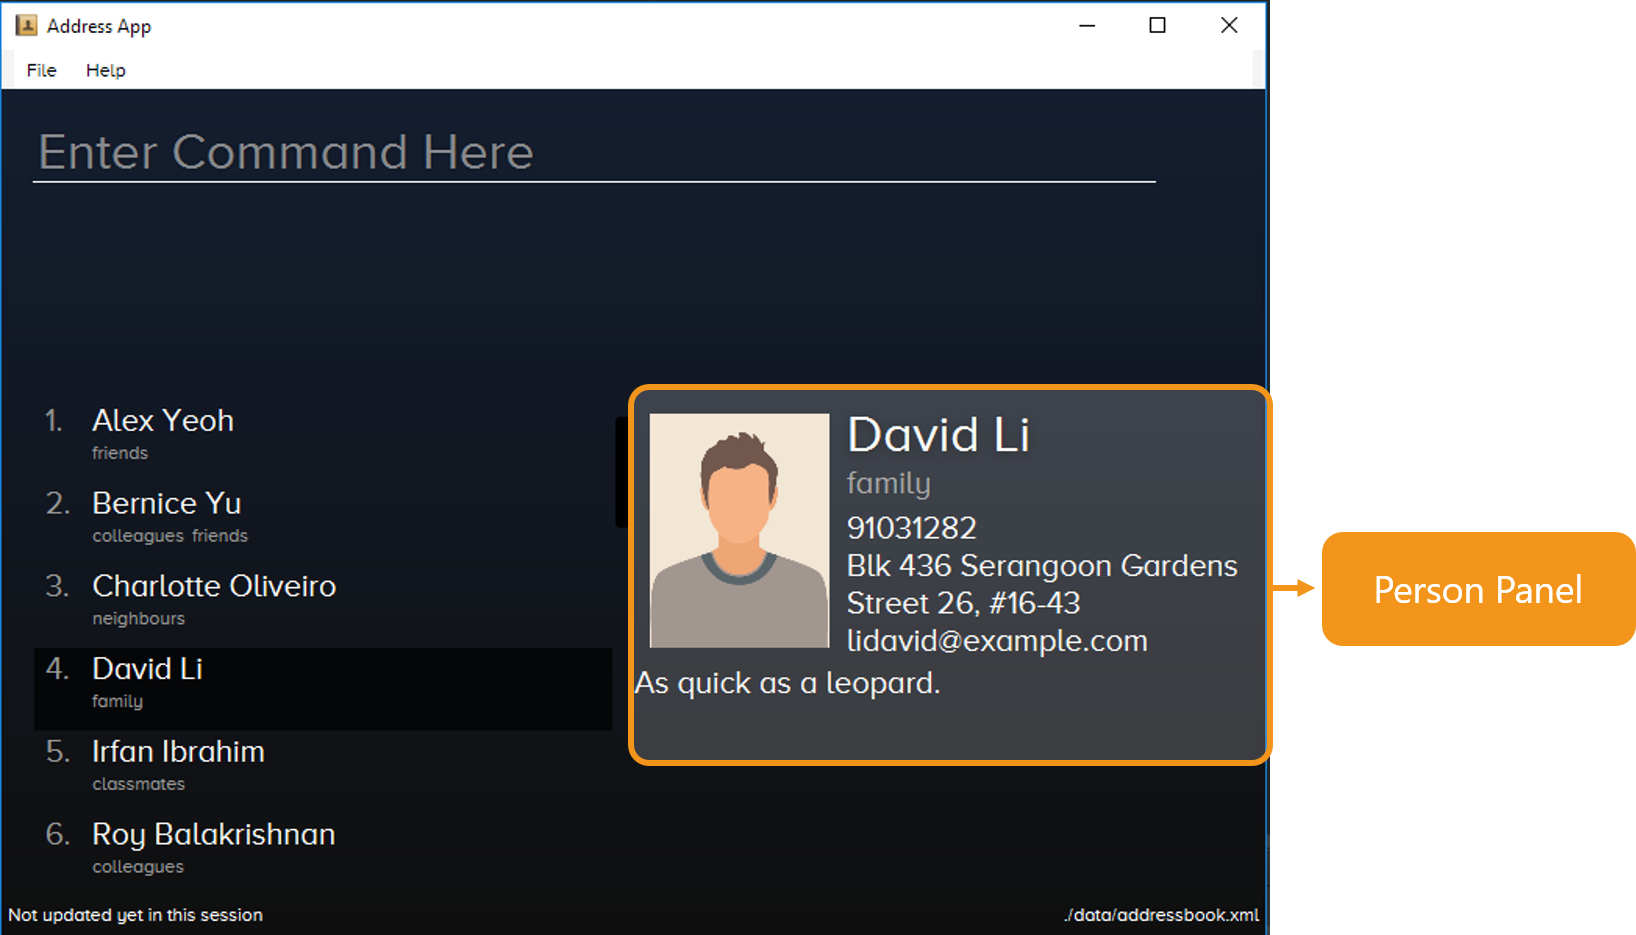 Address App
File Help
Enter Command Here
1. Alex Yeoh
friends
2. Bernice Yu
colleagues friends
3. Charlotte Oliveiro
neighbours
4. David Li
family
5. Irfan Ibrahim
classmates
6. Roy Balakrishnan
colleagues
David Li
family
91031282
Blk 436 Serangoon Gardens
Street 26, #16-43
lidavid@example.com
As quick as a leopard.
Person Panel
Not updated yet in this session
./data/addressbook.xml